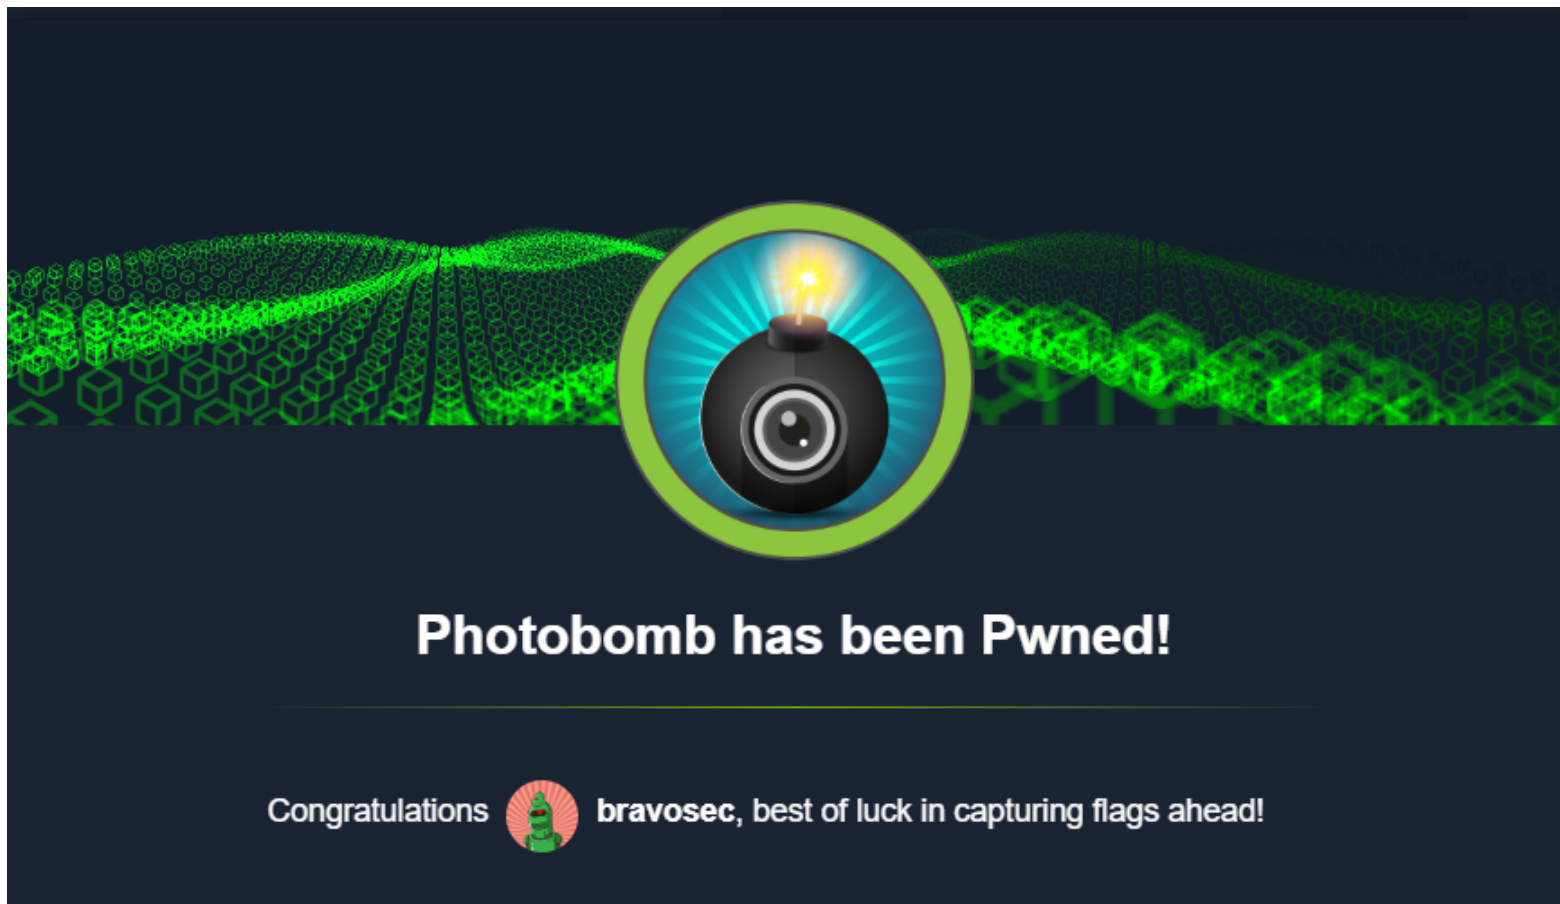 Photobomb has been Pwned!
Congratulations bravosec, best of luck in capturing flags ahead!